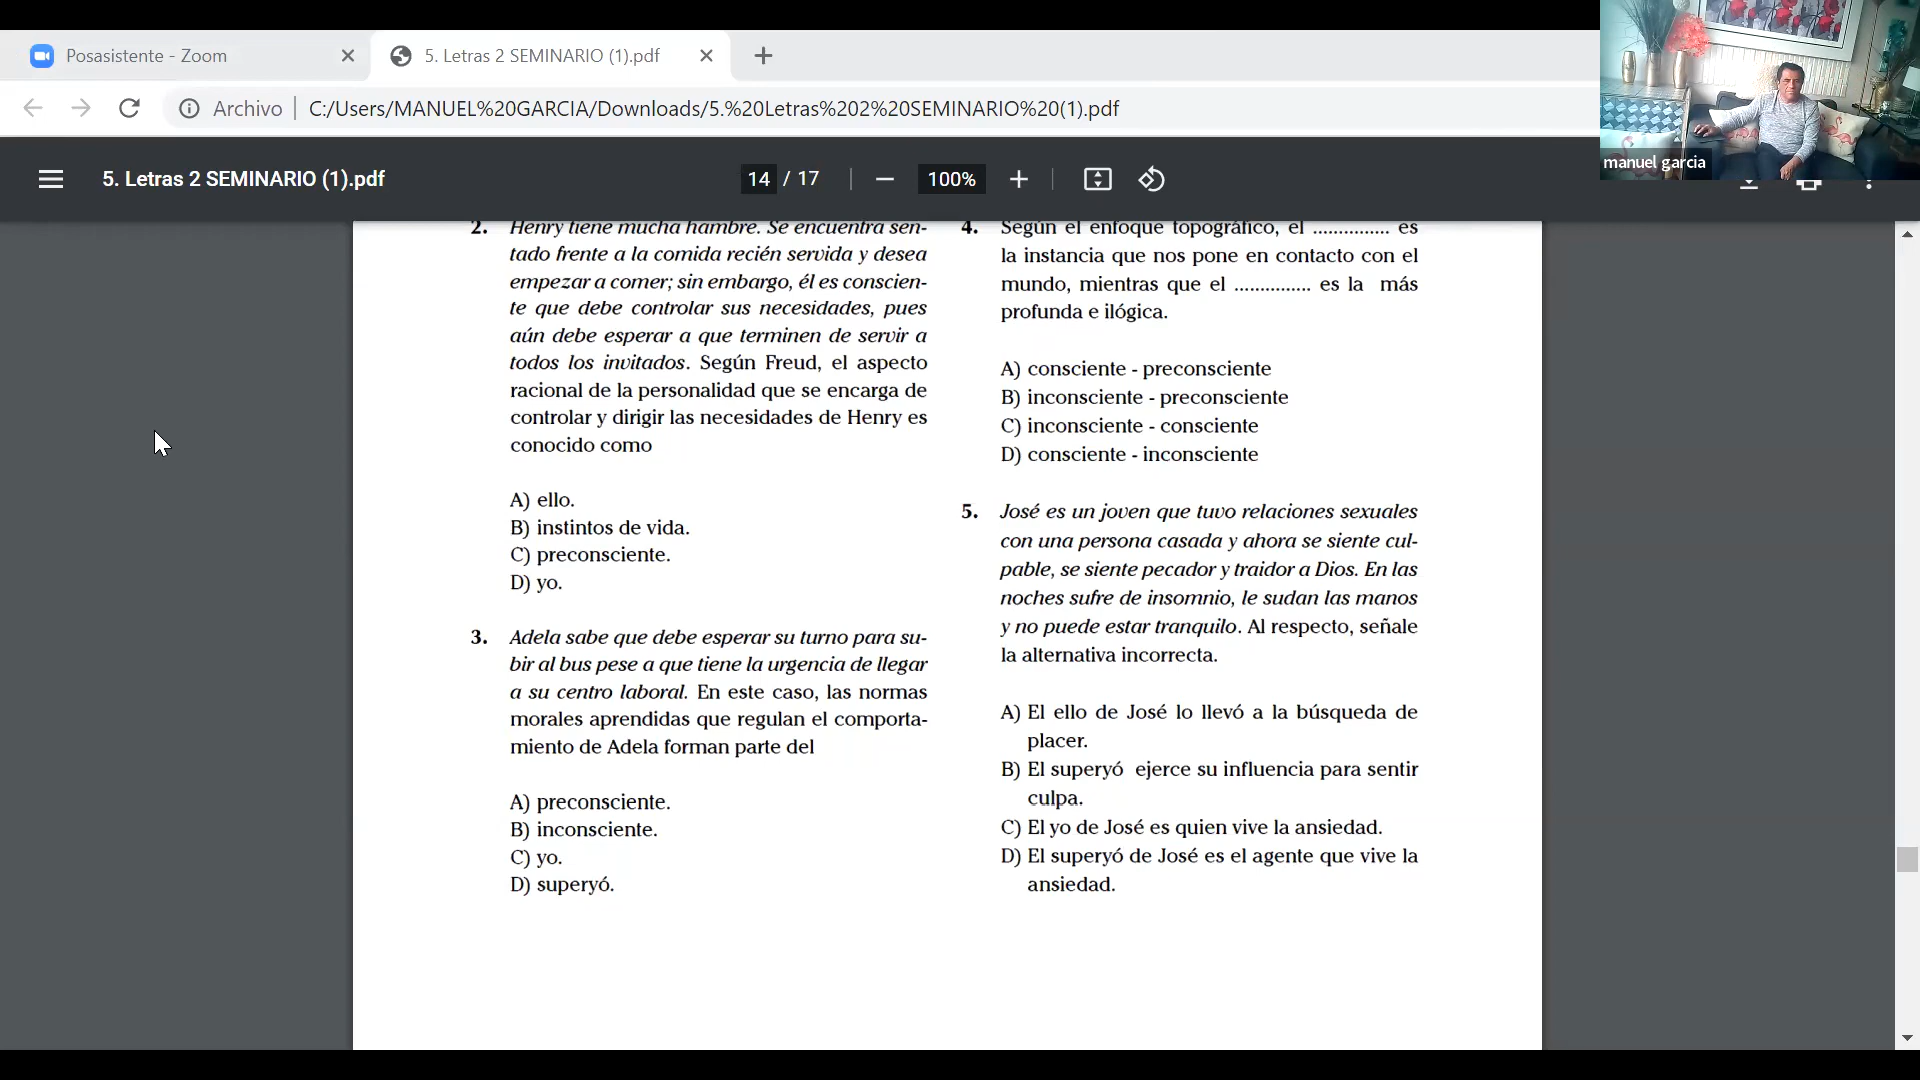 Posasistente - Zoom
5. Letras 2 SEMINARIO (1).pdf
Archivo
C:/Users/MANUEL%20GARCIA/Downloads/5.%20Letras%202%20SEMINARIO%20(1).pdf
manuel garcia
5. Letras 2 SEMINARIO (1).pdf
14 / 17
100%
2. Henry tiene mucha hambre. Se encuentra sen-
tado frente a la comida recién servida y desea
empezar a comer; sin embargo, él es conscien-
te que debe controlar sus necesidades, pues
aún debe esperar a que terminen de servir a
todos los invitados. Según Freud, el aspecto
racional de la personalidad que se encarga de
controlar y dirigir las necesidades de Henry es
conocido como
A) ello.
B) instintos de vida.
C) preconsciente.
D) yo.
3. Adela sabe que debe esperar su turno para su-
bir al bus pese a que tiene la urgencia de llegar
a su centro laboral. En este caso, las normas
morales aprendidas que regulan el comporta-
miento de Adela forman parte del
A) preconsciente.
B) inconsciente.
C) yo.
D) superyó.
4. Según el enfoque topográfico, el ............... es
la instancia que nos pone en contacto con el
mundo, mientras que el ............... es la más
profunda e ilógica.
A) consciente - preconsciente
B) inconsciente - preconsciente
C) inconsciente - consciente
D) consciente - inconsciente
5. José es un joven que tuvo relaciones sexuales
con una persona casada y ahora se siente cul-
pable, se siente pecador y traidor a Dios. En las
noches sufre de insomnio, le sudan las manos
y no puede estar tranquilo. Al respecto, señale
la alternativa incorrecta.
A) El ello de José lo llevó a la búsqueda de
placer.
B) El superyó ejerce su influencia para sentir
culpa.
C) El yo de José es quien vive la ansiedad.
D) El superyó de José es el agente que vive la
ansiedad.